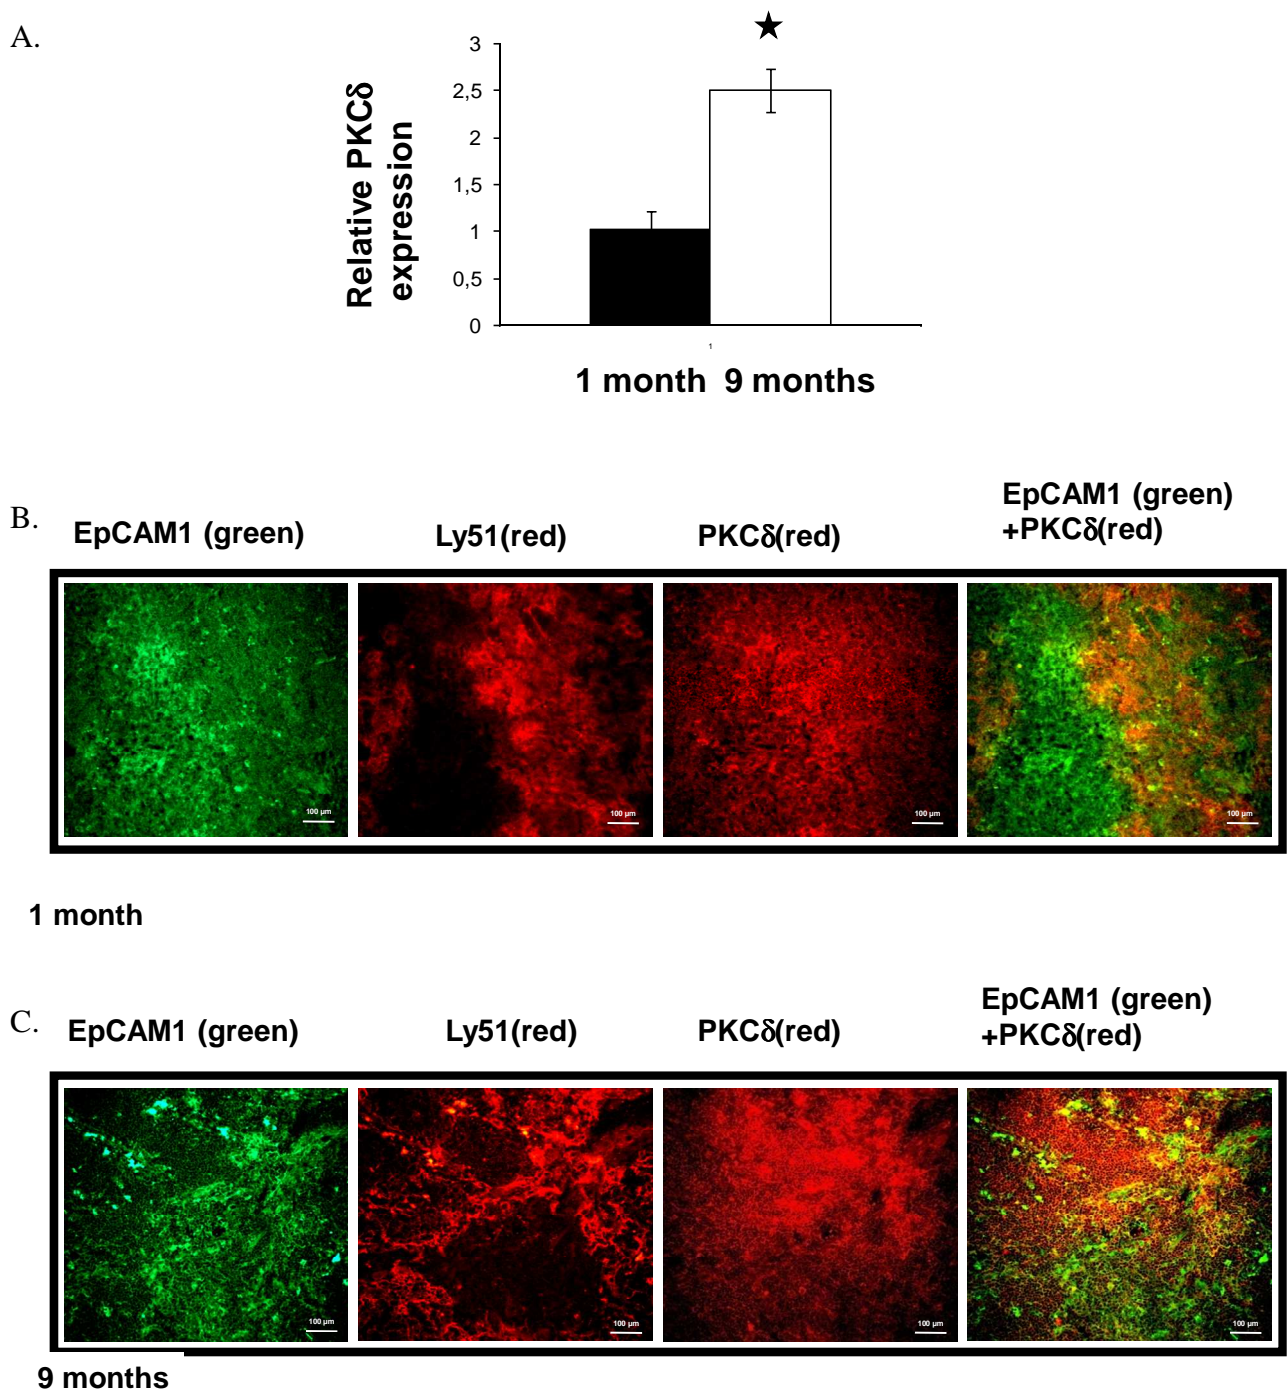 A.
Relative PKCδ
expression
3
2,5
2
1,5
1
0,5
0
1
1 month 9 months
B.
EpCAM1 (green)
Ly51(red)
PKCδ(red)
EpCAM1 (green)
+PKCδ(red)
100 µm
100 µm
100 µm
100 µm
1 month
C.
EpCAM1 (green)
Ly51(red)
PKCδ(red)
EpCAM1 (green)
+PKCδ(red)
100 µm
100 µm
100 µm
100 µm
9 months